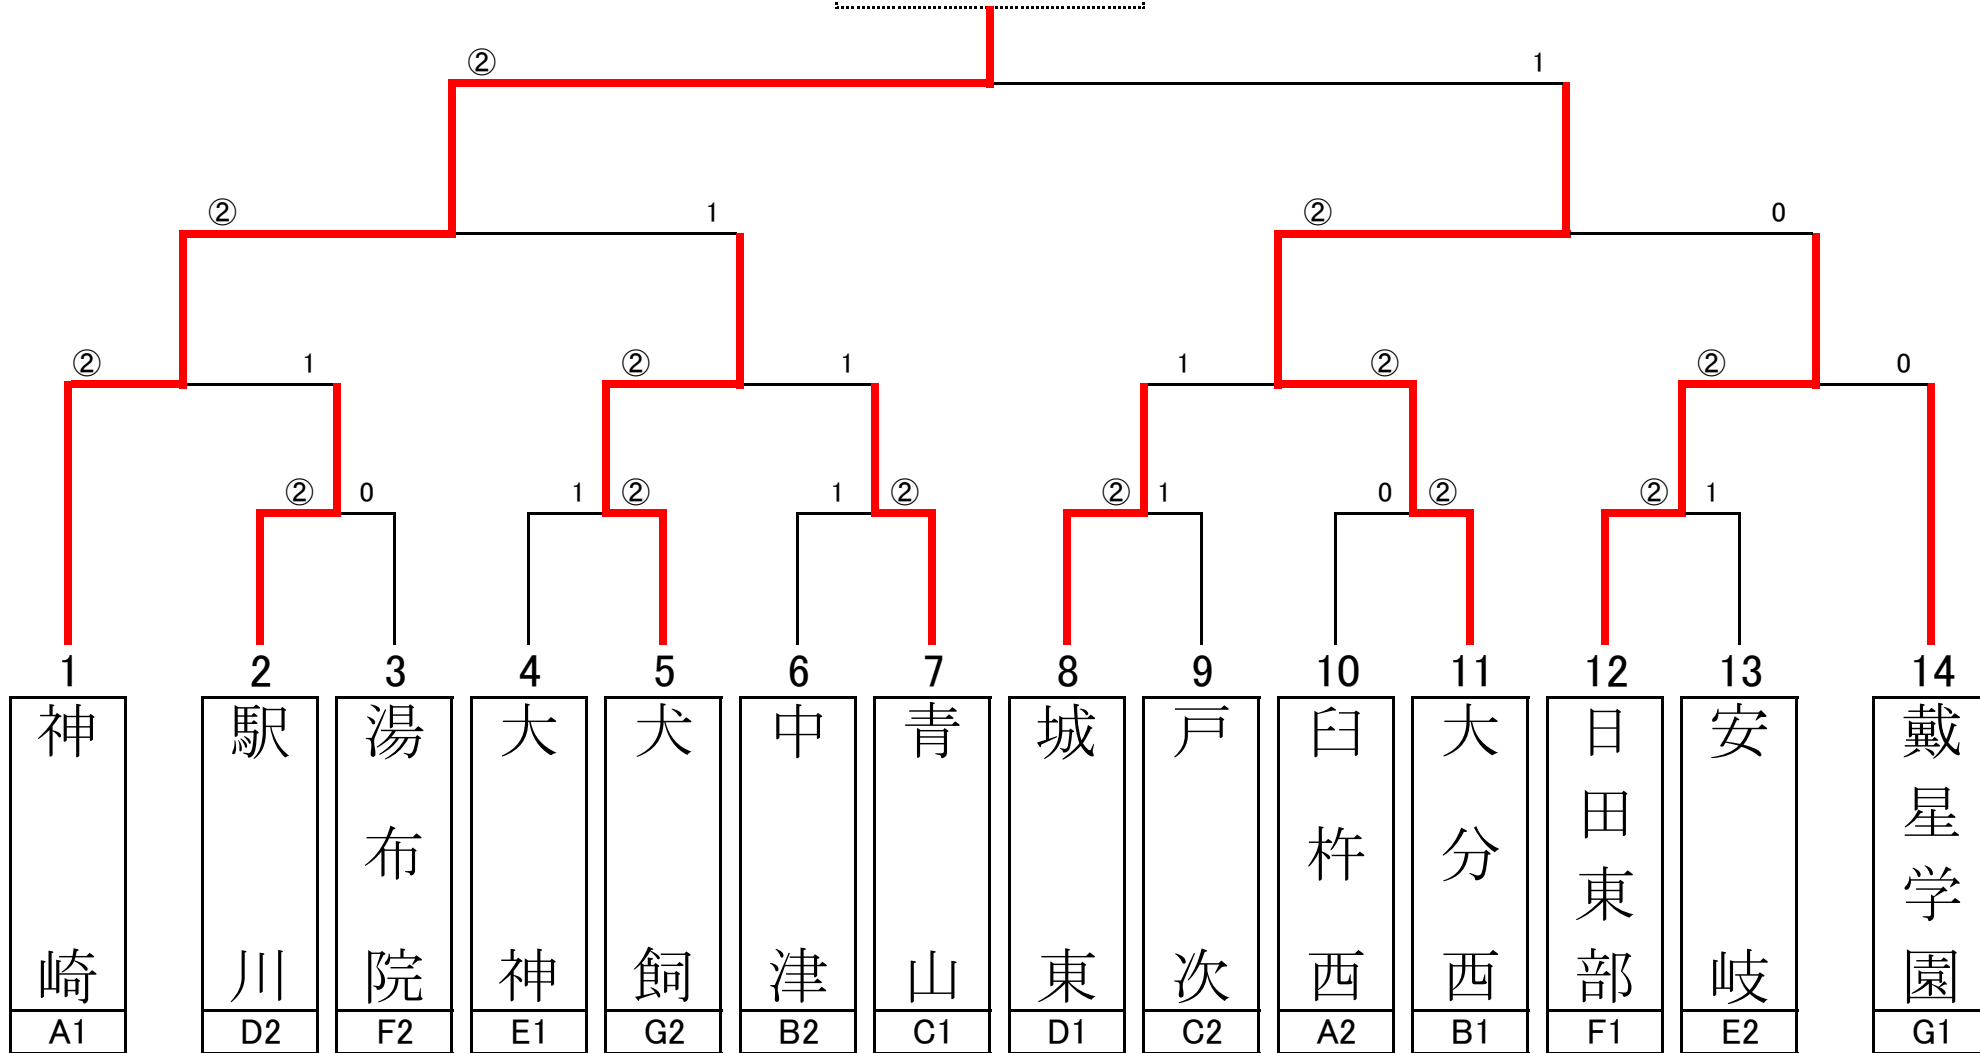 ② 1
② 1 ② 0
② 1 ② 1 1 ② ② 0
② 0 1 ② 1 ② ② 1 0 ② ② 1
1 2 3 4 5 6 7 8 9 10 11 12 13 14
神崎
駅川
湯布院
大神
犬飼
中津
青山
城東
戸次
臼杵西
大分西
日田東部
安岐
戴星学園
A1 D2 F2 E1 G2 B2 C1 D1 C2 A2 B1 F1 E2 G1